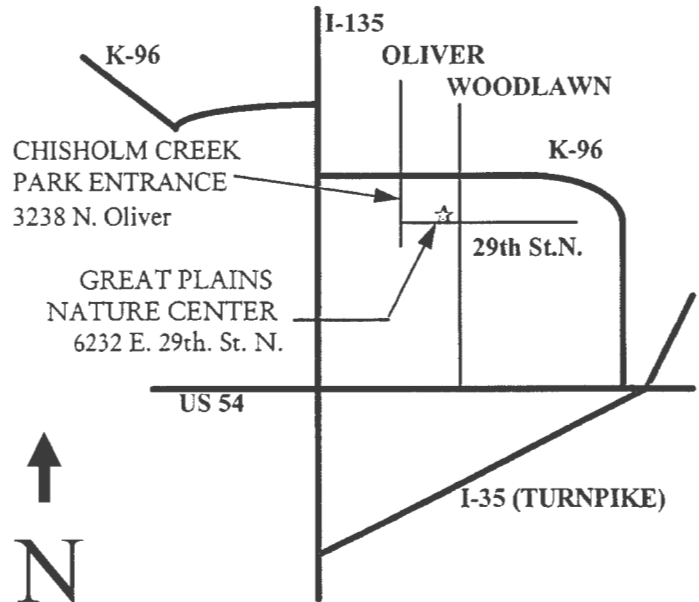 I-135
K-96
OLIVER
WOODLAWN
CHISHOLM CREEK
PARK ENTRANCE
3238 N. Oliver
K-96
29th St.N.
GREAT PLAINS
NATURE CENTER
6232 E. 29th. St. N.
US 54
I-35 (TURNPIKE)
N